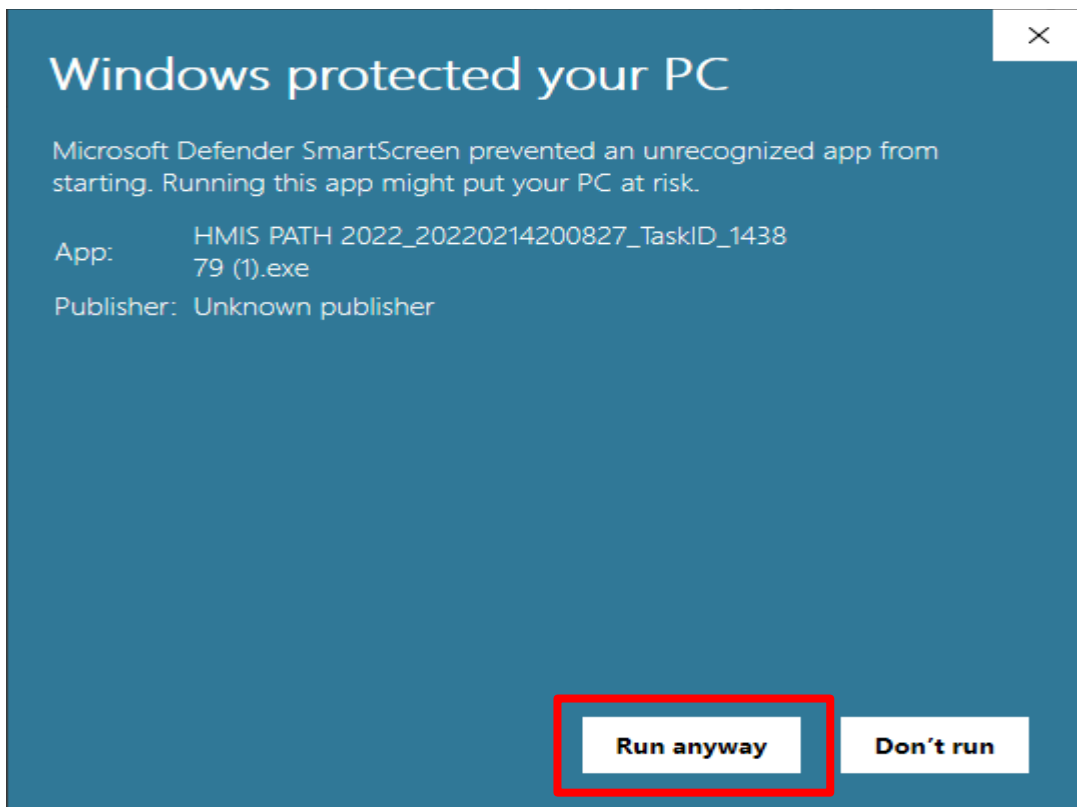 Windows protected your PC
Microsoft Defender SmartScreen prevented an unrecognized app from
starting. Running this app might put your PC at risk.
App: HMIS PATH 2022_20220214200827_TaskID_1438
79 (1).exe
Publisher: Unknown publisher
Run anyway Don’t run